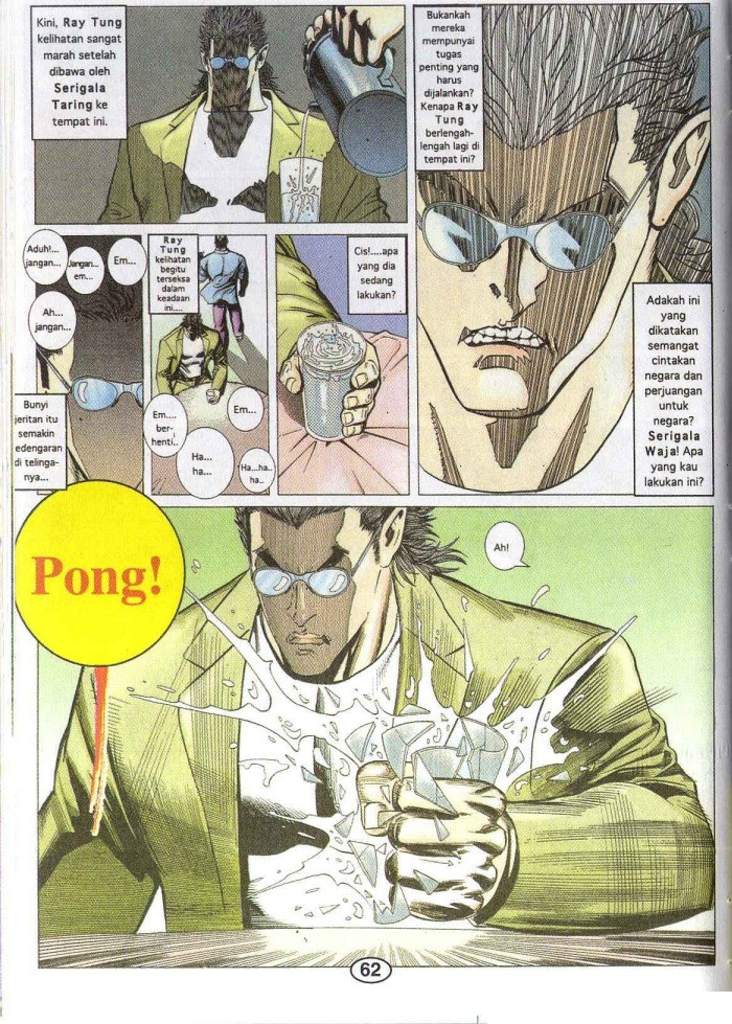 Kini, Ray Tung
kelihatan sangat
marah setelah
dibawa oleh
Serigala
Taring ke
tempat ini.
Bukankah
mereka
mempunyai
tugas
penting yang
harus
dijalankan?
Kenapa Ray
Tung
berlengah-
lengah lagi di
tempat ini?
Aduh!...
jangan...
Jangan...
em...
Em...
Ah...
jangan...
Bunyi
jeritan itu
semakin
edengaran
di telinga-
nya...
Ray
Tung
kelihatan
begitu
terseksa
dalam
keadaan
ini....
Em...
ber-
henti..
Em...
Ha...
ha...
Ha...ha..
ha..
Cis!....apa
yang dia
sedang
lakukan?
Adakah ini
yang
dikatakan
semangat
cintakan
negara dan
perjuangan
untuk
negara?
Serigala
Waja! Apa
yang kau
lakukan ini?
Pong!
Ah!
62